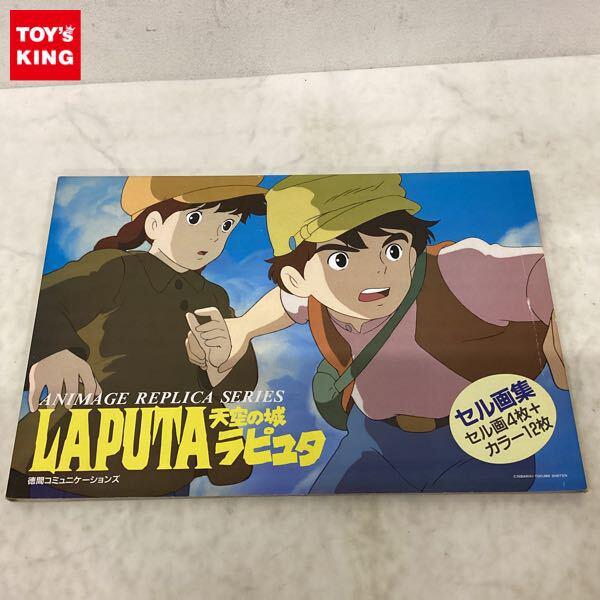 TOY's
KING
ANIMAGE REPLICA SERIES
LAPUTA 天空の城
ラピュタ
徳間コミュニケーションズ
セル画集
セル画4枚+
カラー12枚